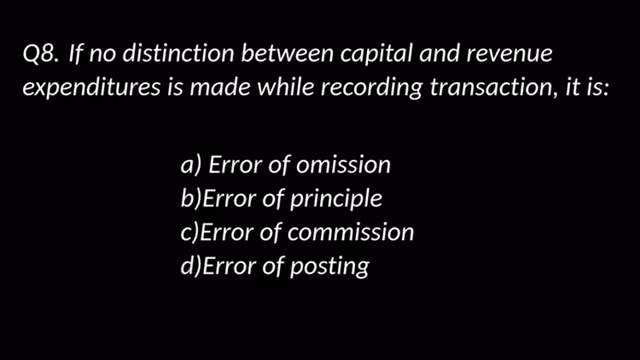 Q8. If no distinction between capital and revenue
expenditures is made while recording transaction, it is:
a) Error of omission
b)Error of principle
c)Error of commission
d)Error of posting